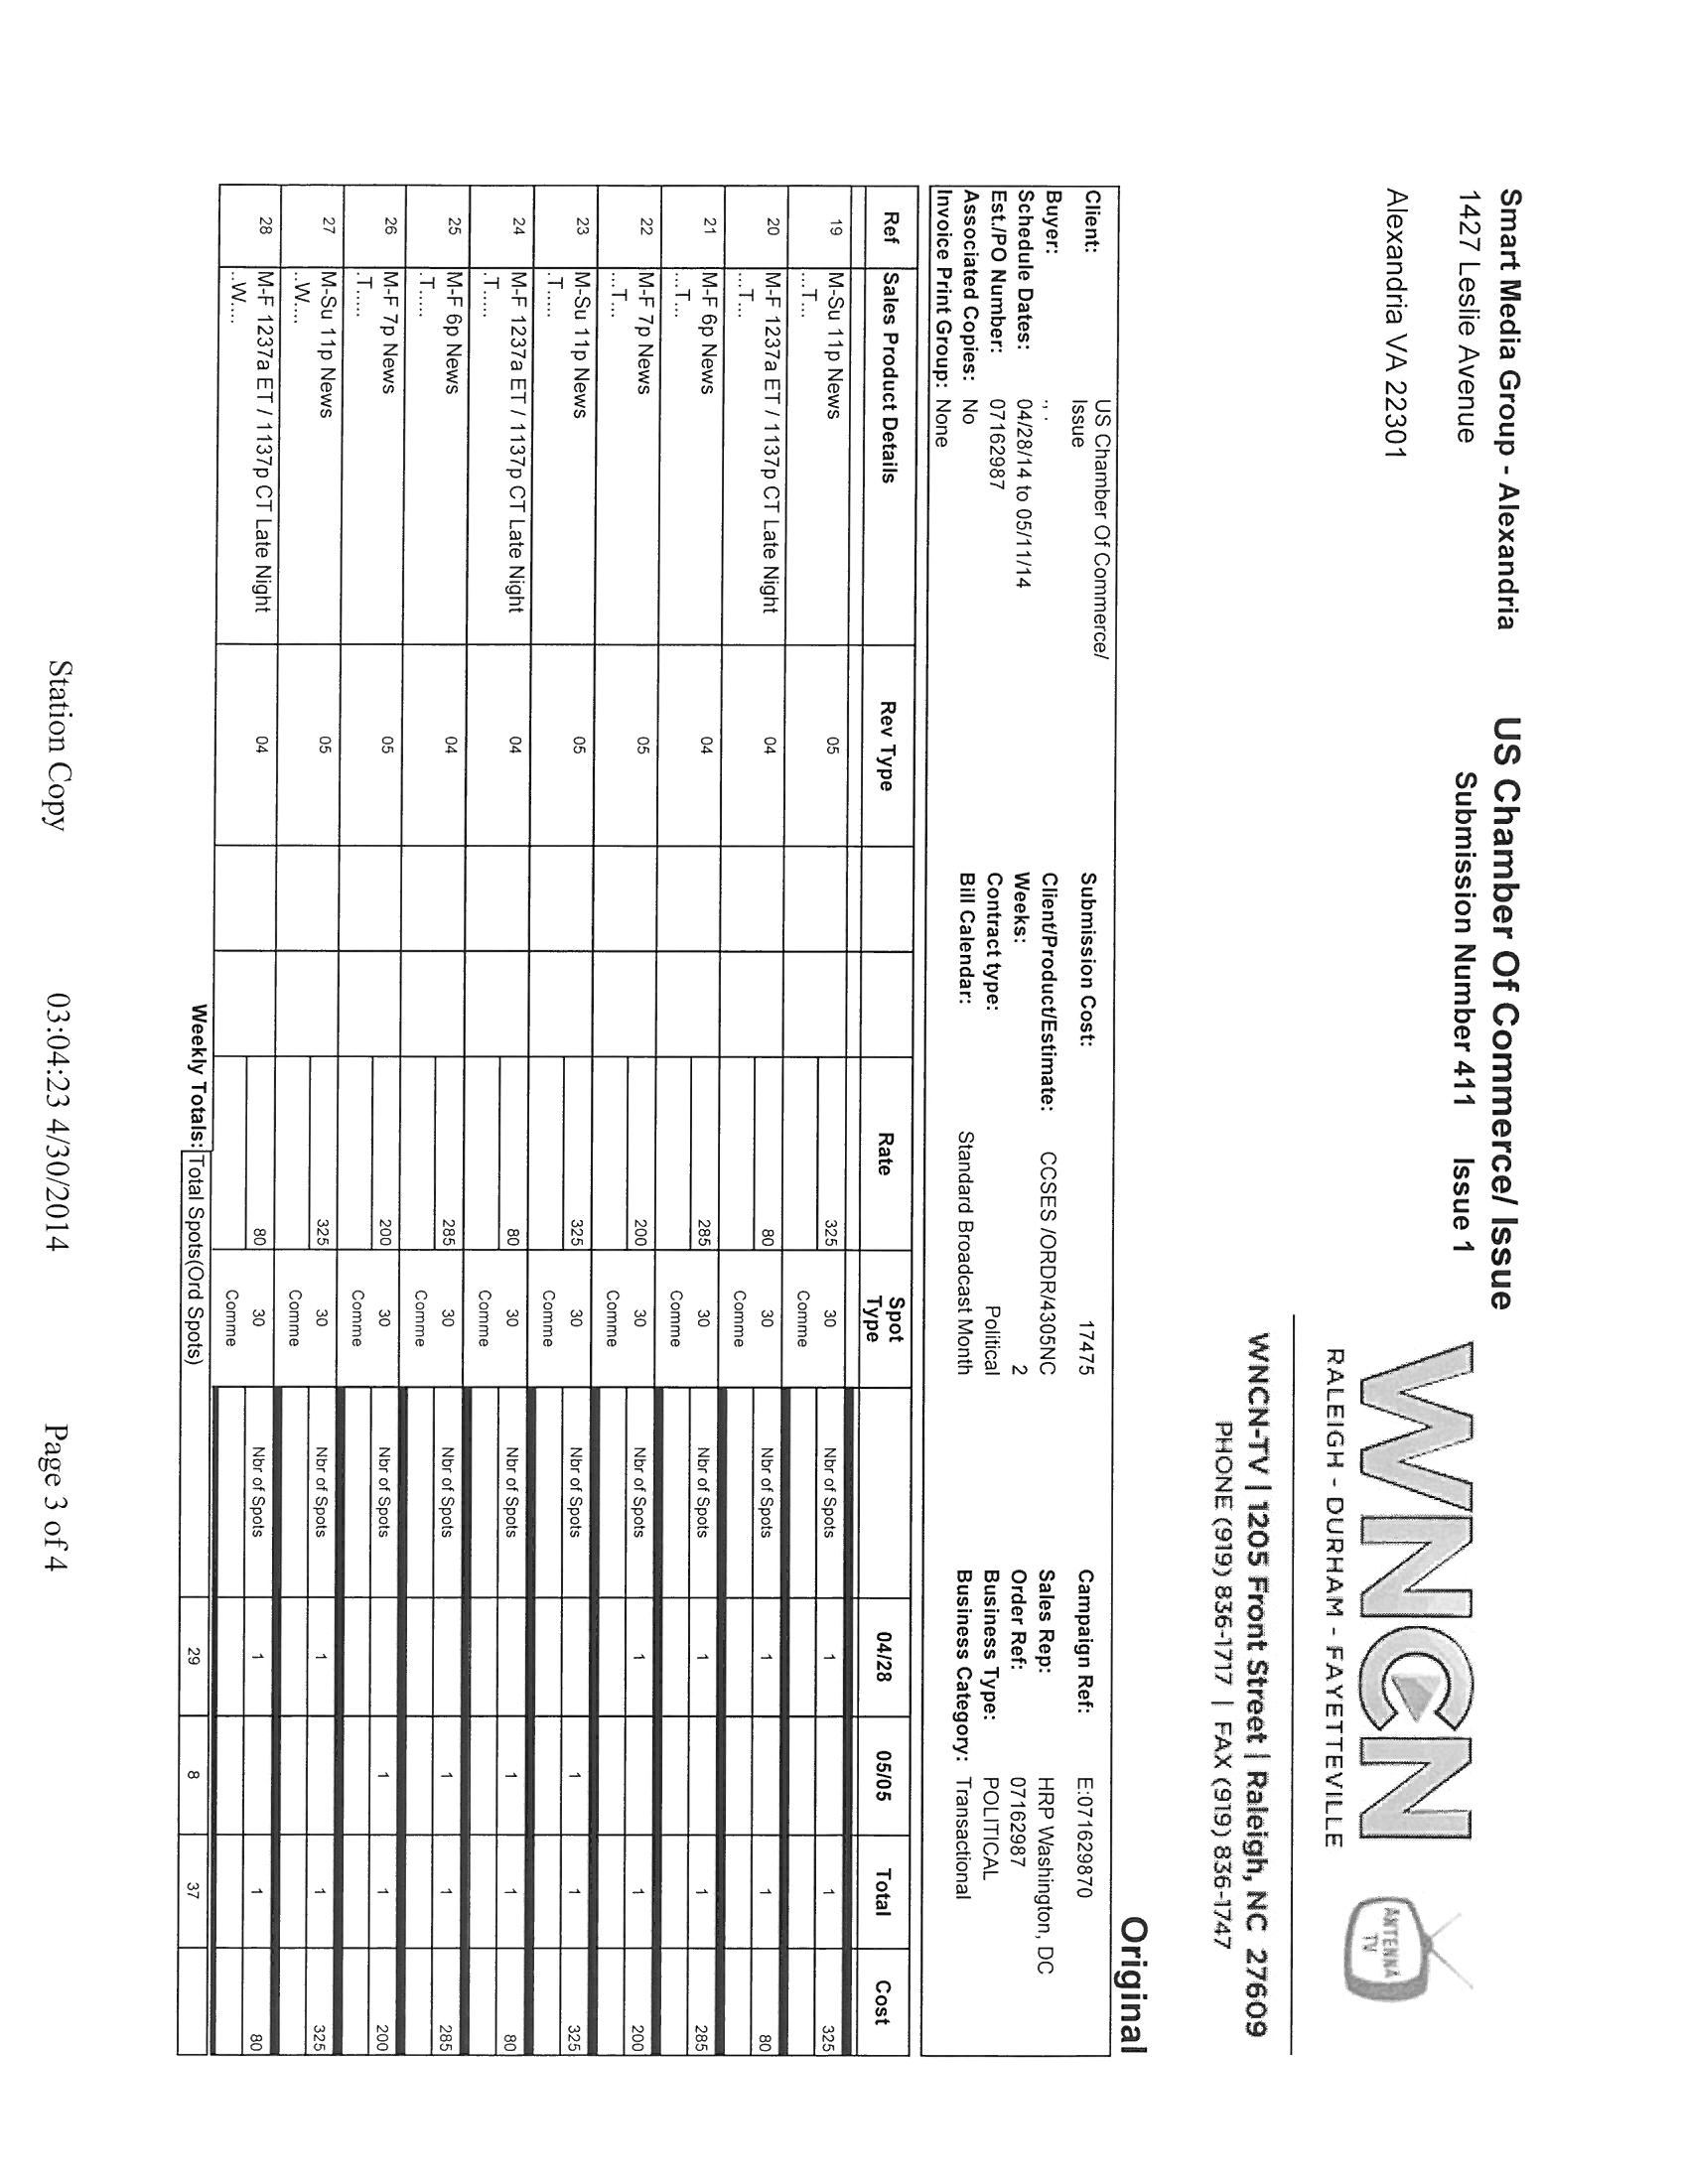 Smart Media Group - Alexandria
1427 Leslie Avenue
Alexandria VA 22301
US Chamber Of Commerce/ Issue
Submission Number 411 Issue 1
WNCN
RALEIGH - DURHAM - FAYETTEVILLE
ANTENNA
TV
WNCN-TV | 1205 Front Street | Raleigh, NC 27609
PHONE (919) 836-1717 | FAX (919) 836-1747
Original
Client: US Chamber Of Commerce/
Issue
Buyer: ., .
Schedule Dates: 04/28/14 to 05/11/14
Est./PO Number: 07162987
Associated Copies: No
Invoice Print Group: None
Submission Cost: 17475
Client/Product/Estimate: CCSES /ORDR/4305NC
Weeks: 2
Contract type: Political
Bill Calendar: Standard Broadcast Month
Campaign Ref: E:071629870
Sales Rep: HRP Washington, DC
Order Ref: 07162987
Business Type: POLITICAL
Business Category: Transactional
Ref Sales Product Details Rev Type Rate Spot Type 04/28 05/05 Total Cost
19 M-Su 11p News 05 325 30 Nbr of Spots 1 1 325
...T... Comme
20 M-F 1237a ET / 1137p CT Late Night 04 80 30 Nbr of Spots 1 1 80
...T... Comme
21 M-F 6p News 04 285 30 Nbr of Spots 1 1 285
...T... Comme
22 M-F 7p News 05 200 30 Nbr of Spots 1 1 200
...T... Comme
23 M-Su 11p News 05 325 30 Nbr of Spots 1 1 325
.T..... Comme
24 M-F 1237a ET / 1137p CT Late Night 04 80 30 Nbr of Spots 1 1 80
.T..... Comme
25 M-F 6p News 04 285 30 Nbr of Spots 1 1 285
.T..... Comme
26 M-F 7p News 05 200 30 Nbr of Spots 1 1 200
.T..... Comme
27 M-Su 11p News 05 325 30 Nbr of Spots 1 1 325
..W.... Comme
28 M-F 1237a ET / 1137p CT Late Night 04 80 30 Nbr of Spots 1 1 80
..W.... Comme
Weekly Totals: Total Spots(Ord Spots) 29 8 37
Station Copy 03:04:23 4/30/2014 Page 3 of 4